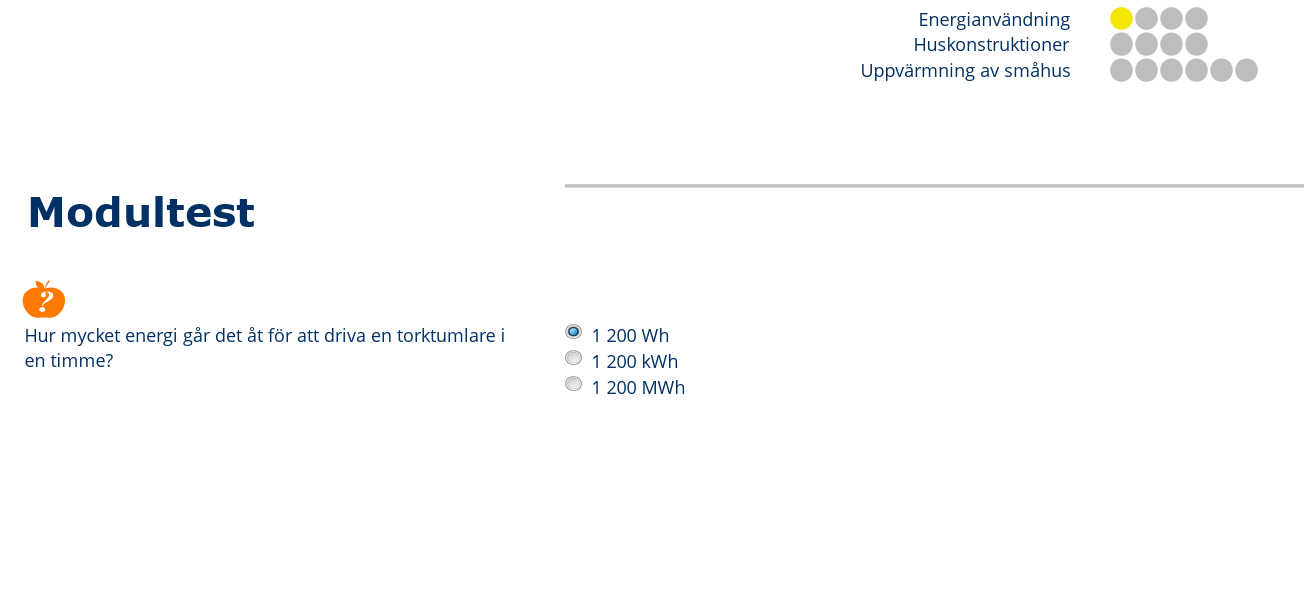 Energianvändning
Huskonstruktioner
Uppvärmning av småhus
Modultest
?
Hur mycket energi går det åt för att driva en torktumlare i
en timme?
1 200 Wh
1 200 kWh
1 200 MWh